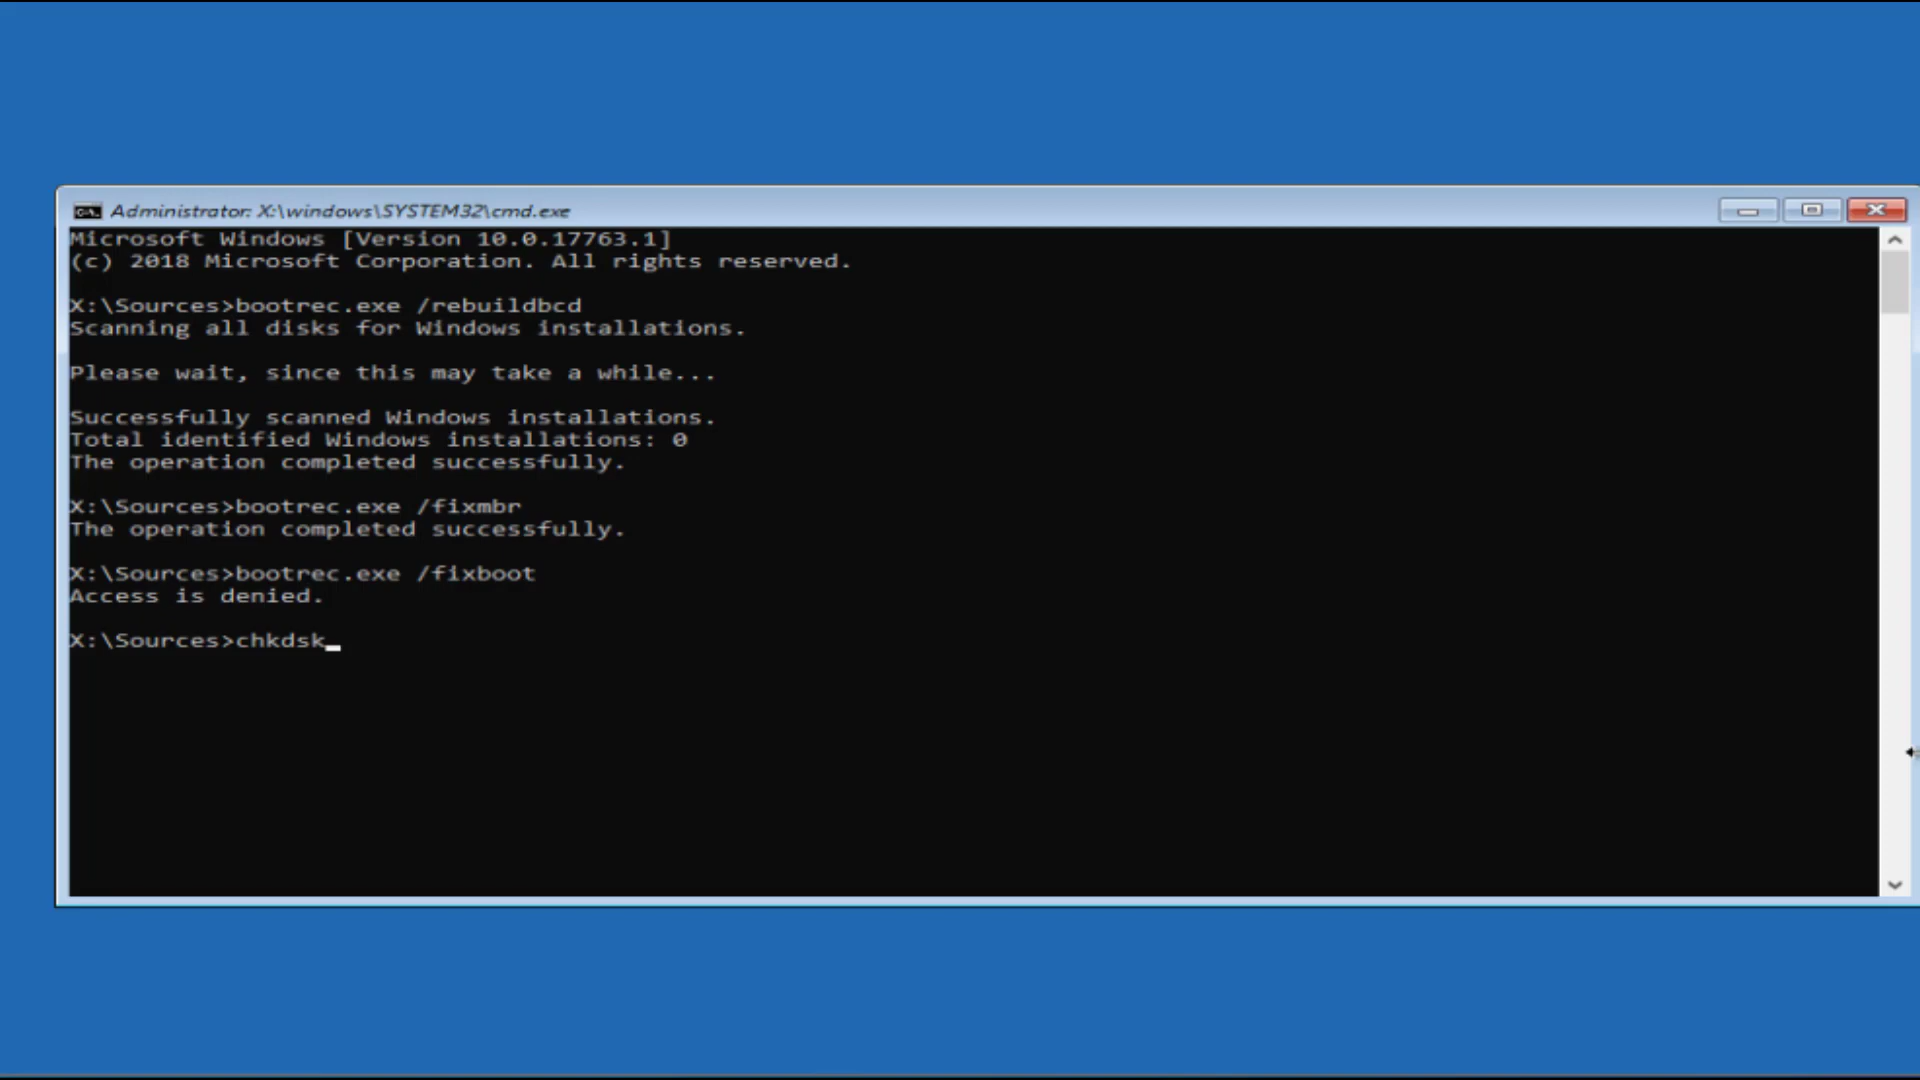 Administrator: X:\windows\SYSTEM32\cmd.exe
Microsoft Windows [Version 10.0.17763.1]
(c) 2018 Microsoft Corporation. All rights reserved.
X:\Sources>bootrec.exe /rebuildbcd
Scanning all disks for Windows installations.
Please wait, since this may take a while...
Successfully scanned Windows installations.
Total identified Windows installations: 0
The operation completed successfully.
X:\Sources>bootrec.exe /fixmbr
The operation completed successfully.
X:\Sources>bootrec.exe /fixboot
Access is denied.
X:\Sources>chkdsk